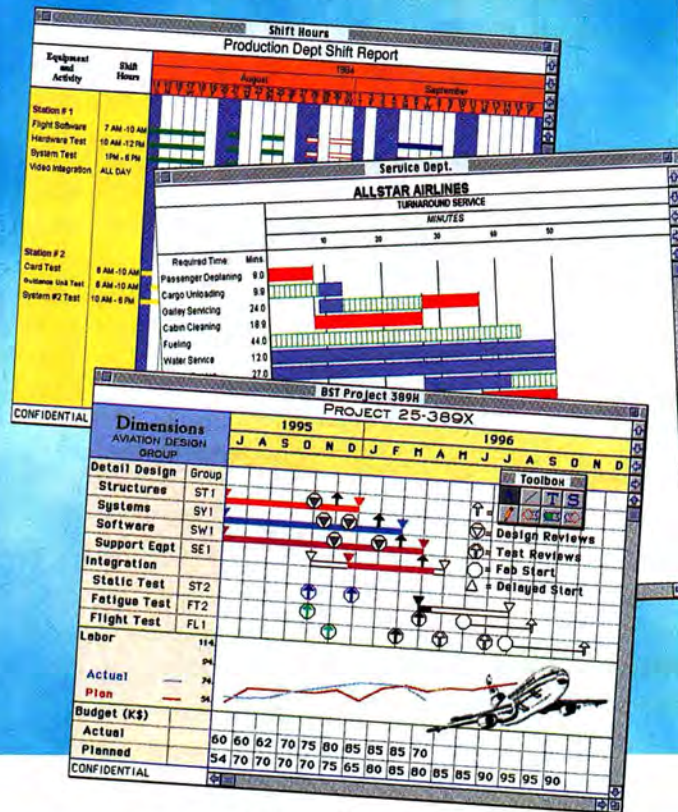 Shift Hours
Production Dept Shift Report
Equipment
and
Activity
Shift
Hours
1994
August
September
Station # 1
Flight Software 7 AM -10 AM
Hardware Test 10 AM -12 PM
System Test 1PM - 6 PM
Video Integration ALL DAY
Station # 2
Card Test 8 AM -10 AM
Guidance Unit Test 8 AM -10 AM
System #2 Test 10 AM - 6 PM
CONFIDENTIAL
Service Dept.
ALLSTAR AIRLINES
TURNAROUND SERVICE
MINUTES
10 20 30 40 50
Required Time Mins
Passenger Deplaning 9.0
Cargo Unloading 9.9
Galley Servicing 24.0
Cabin Cleaning 18.9
Fueling 44.0
Water Service 12.0
27.0
BST Project 389H
PROJECT 25-389X
Dimensions
AVIATION DESIGN
GROUP
1995 1996
J A S O N D J F M A M J J A S O N D
Toolbox
T S
Detail Design Group
Structures ST1
Systems SY1
Software SW1
Support Eqpt SE1
Integration
Static Test ST2
Fatigue Test FT2
Flight Test FL1
= Design Reviews
= Test Reviews
= Fab Start
= Delayed Start
Labor
114.
94.
Actual 74.
Plan 54.
Budget (K$)
Actual 60 60 62 70 75 80 85 85 85 70
Planned 54 70 70 70 70 75 65 80 85 80 85 85 90 95 95 90
CONFIDENTIAL